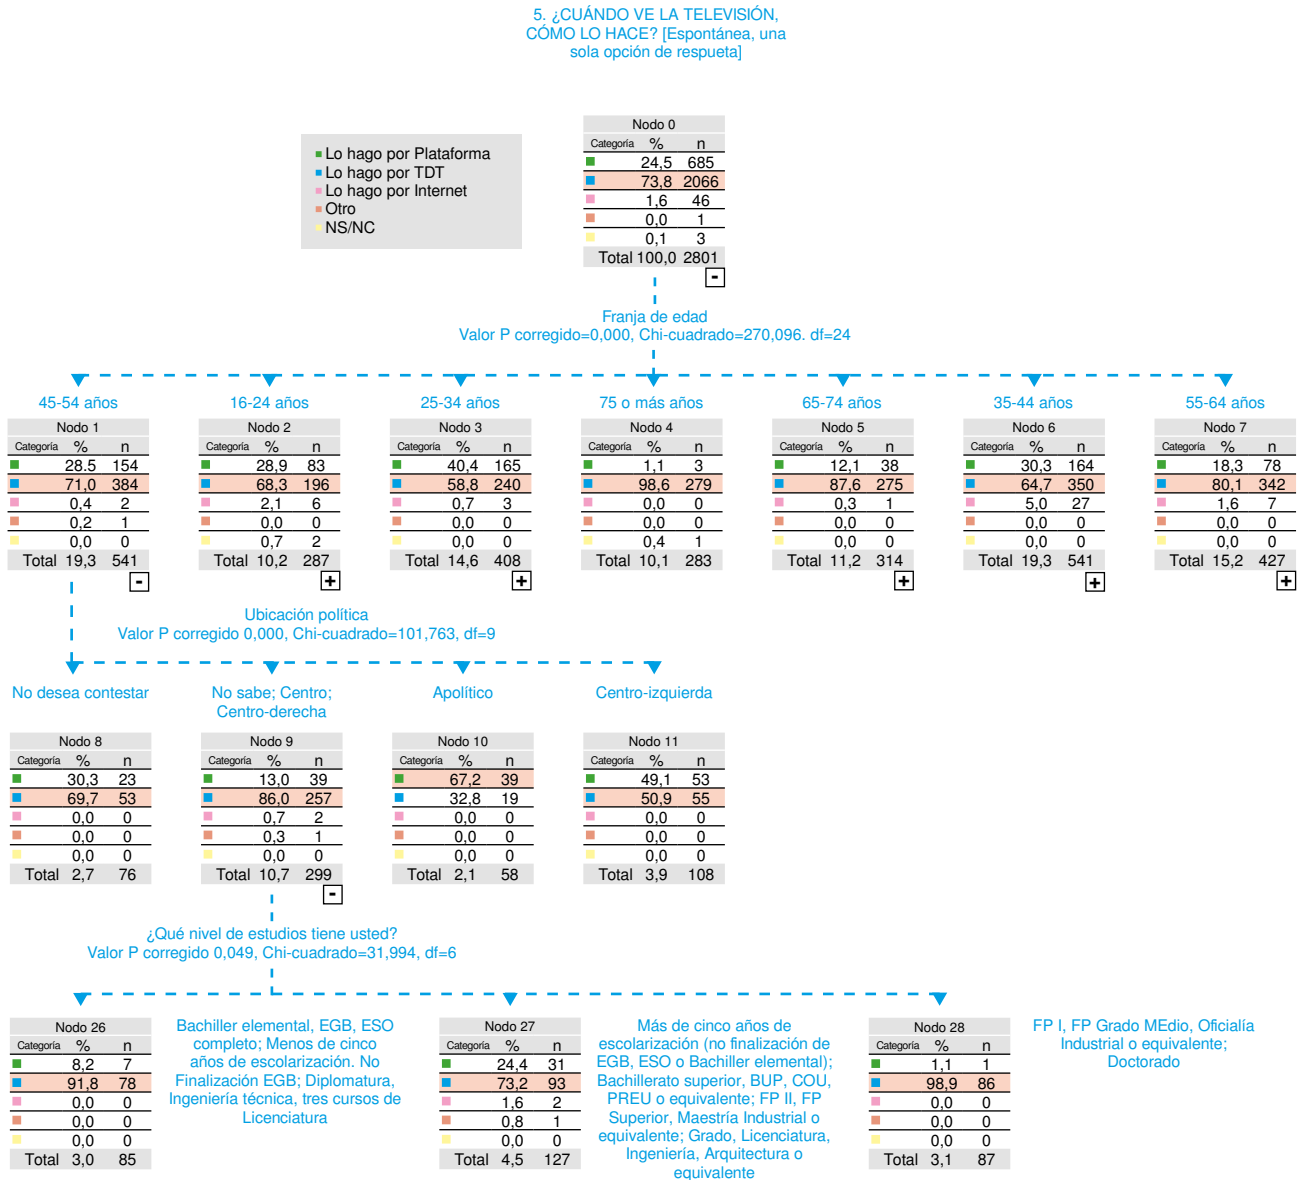 5. ¿CUÁNDO VE LA TELEVISIÓN,
CÓMO LO HACE? [Espontánea, una
sola opción de respueta]
Lo hago por Plataforma
Lo hago por TDT
Lo hago por Internet
Otro
NS/NC
Nodo 0
Categoría % n
24,5 685
73,8 2066
1,6 46
0,0 1
0,1 3
Total 100,0 2801
-
Franja de edad
Valor P corregido=0,000, Chi-cuadrado=270,096. df=24
45-54 años
Nodo 1
Categoría % n
28.5 154
71,0 384
0,4 2
0,2 1
0,0 0
Total 19,3 541
-
16-24 años
Nodo 2
Categoría % n
28,9 83
68,3 196
2,1 6
0,0 0
0,7 2
Total 10,2 287
+
25-34 años
Nodo 3
Categoría % n
40,4 165
58,8 240
0,7 3
0,0 0
0,0 0
Total 14,6 408
+
75 o más años
Nodo 4
Categoría % n
1,1 3
98,6 279
0,0 0
0,0 0
0,4 1
Total 10,1 283
65-74 años
Nodo 5
Categoría % n
12,1 38
87,6 275
0,3 1
0,0 0
0,0 0
Total 11,2 314
+
35-44 años
Nodo 6
Categoría % n
30,3 164
64,7 350
5,0 27
0,0 0
0,0 0
Total 19,3 541
+
55-64 años
Nodo 7
Categoría % n
18,3 78
80,1 342
1,6 7
0,0 0
0,0 0
Total 15,2 427
+
Ubicación política
Valor P corregido 0,000, Chi-cuadrado=101,763, df=9
No desea contestar
Nodo 8
Categoría % n
30,3 23
69,7 53
0,0 0
0,0 0
0,0 0
Total 2,7 76
No sabe; Centro;
Centro-derecha
Nodo 9
Categoría % n
13,0 39
86,0 257
0,7 2
0,3 1
0,0 0
Total 10,7 299
-
Apolítico
Nodo 10
Categoría % n
67,2 39
32,8 19
0,0 0
0,0 0
0,0 0
Total 2,1 58
Centro-izquierda
Nodo 11
Categoría % n
49,1 53
50,9 55
0,0 0
0,0 0
0,0 0
Total 3,9 108
¿Qué nivel de estudios tiene usted?
Valor P corregido 0,049, Chi-cuadrado=31,994, df=6
Nodo 26
Categoría % n
8,2 7
91,8 78
0,0 0
0,0 0
0,0 0
Total 3,0 85
Bachiller elemental, EGB, ESO
completo; Menos de cinco
años de escolarización. No
Finalización EGB; Diplomatura,
Ingeniería técnica, tres cursos de
Licenciatura
Nodo 27
Categoría % n
24,4 31
73,2 93
1,6 2
0,8 1
0,0 0
Total 4,5 127
Más de cinco años de
escolarización (no finalización de
EGB, ESO o Bachiller elemental);
Bachillerato superior, BUP, COU,
PREU o equivalente; FP II, FP
Superior, Maestría Industrial o
equivalente; Grado, Licenciatura,
Ingeniería, Arquitectura o
equivalente
Nodo 28
Categoría % n
1,1 1
98,9 86
0,0 0
0,0 0
0,0 0
Total 3,1 87
FP I, FP Grado MEdio, Oficialía
Industrial o equivalente;
Doctorado